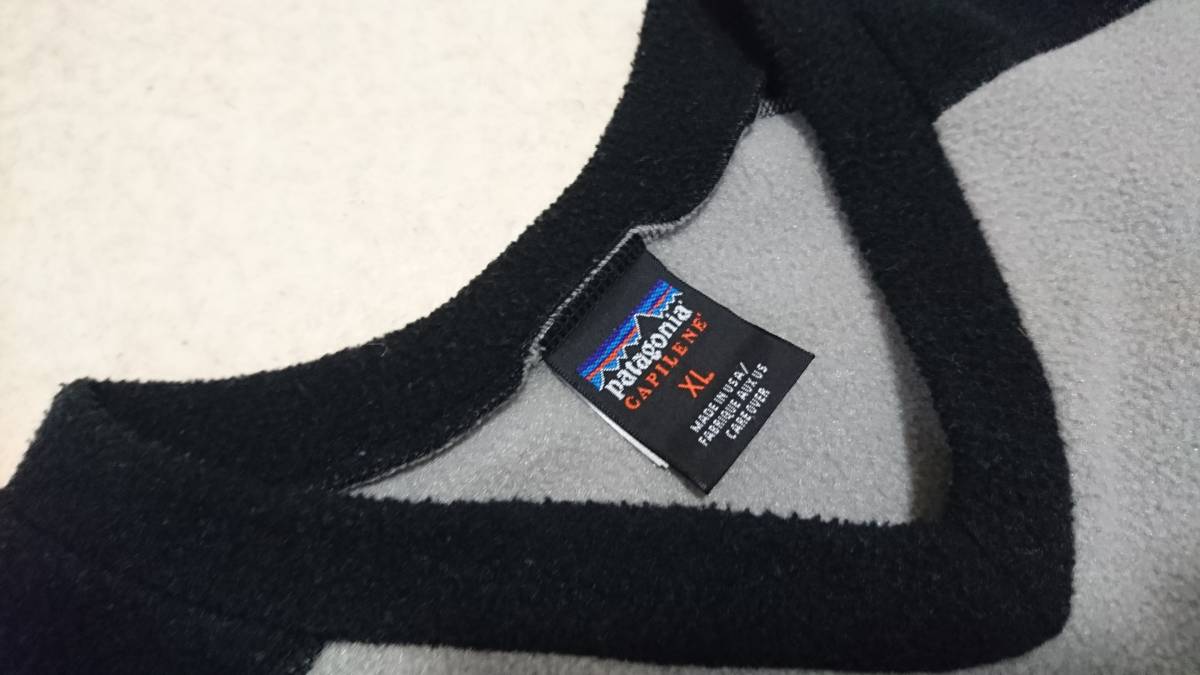 patagonia®
CAPILENE®
XL
MADE IN USA/
FABRIQUE AUX US
CARE OVER